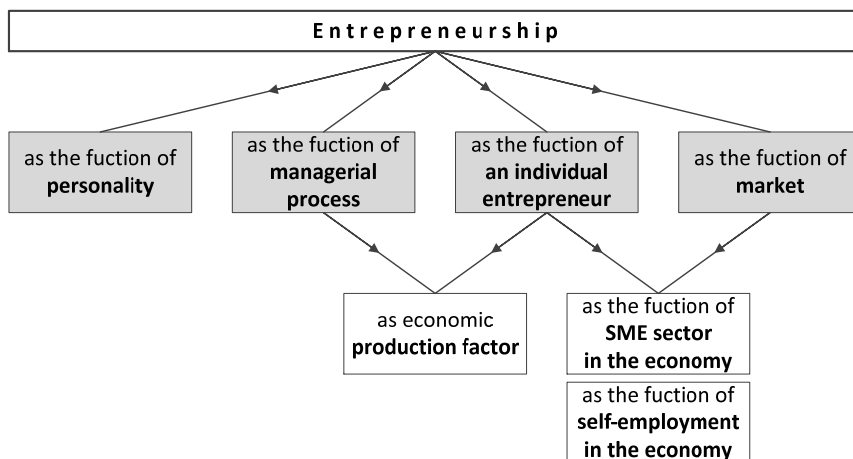 Entrepreneurship
as the fuction of
personality
as the fuction of
managerial
process
as the fuction of
an individual
entrepreneur
as the fuction of
market
as economic
production factor
as the fuction of
SME sector
in the economy
as the fuction of
self-employment
in the economy